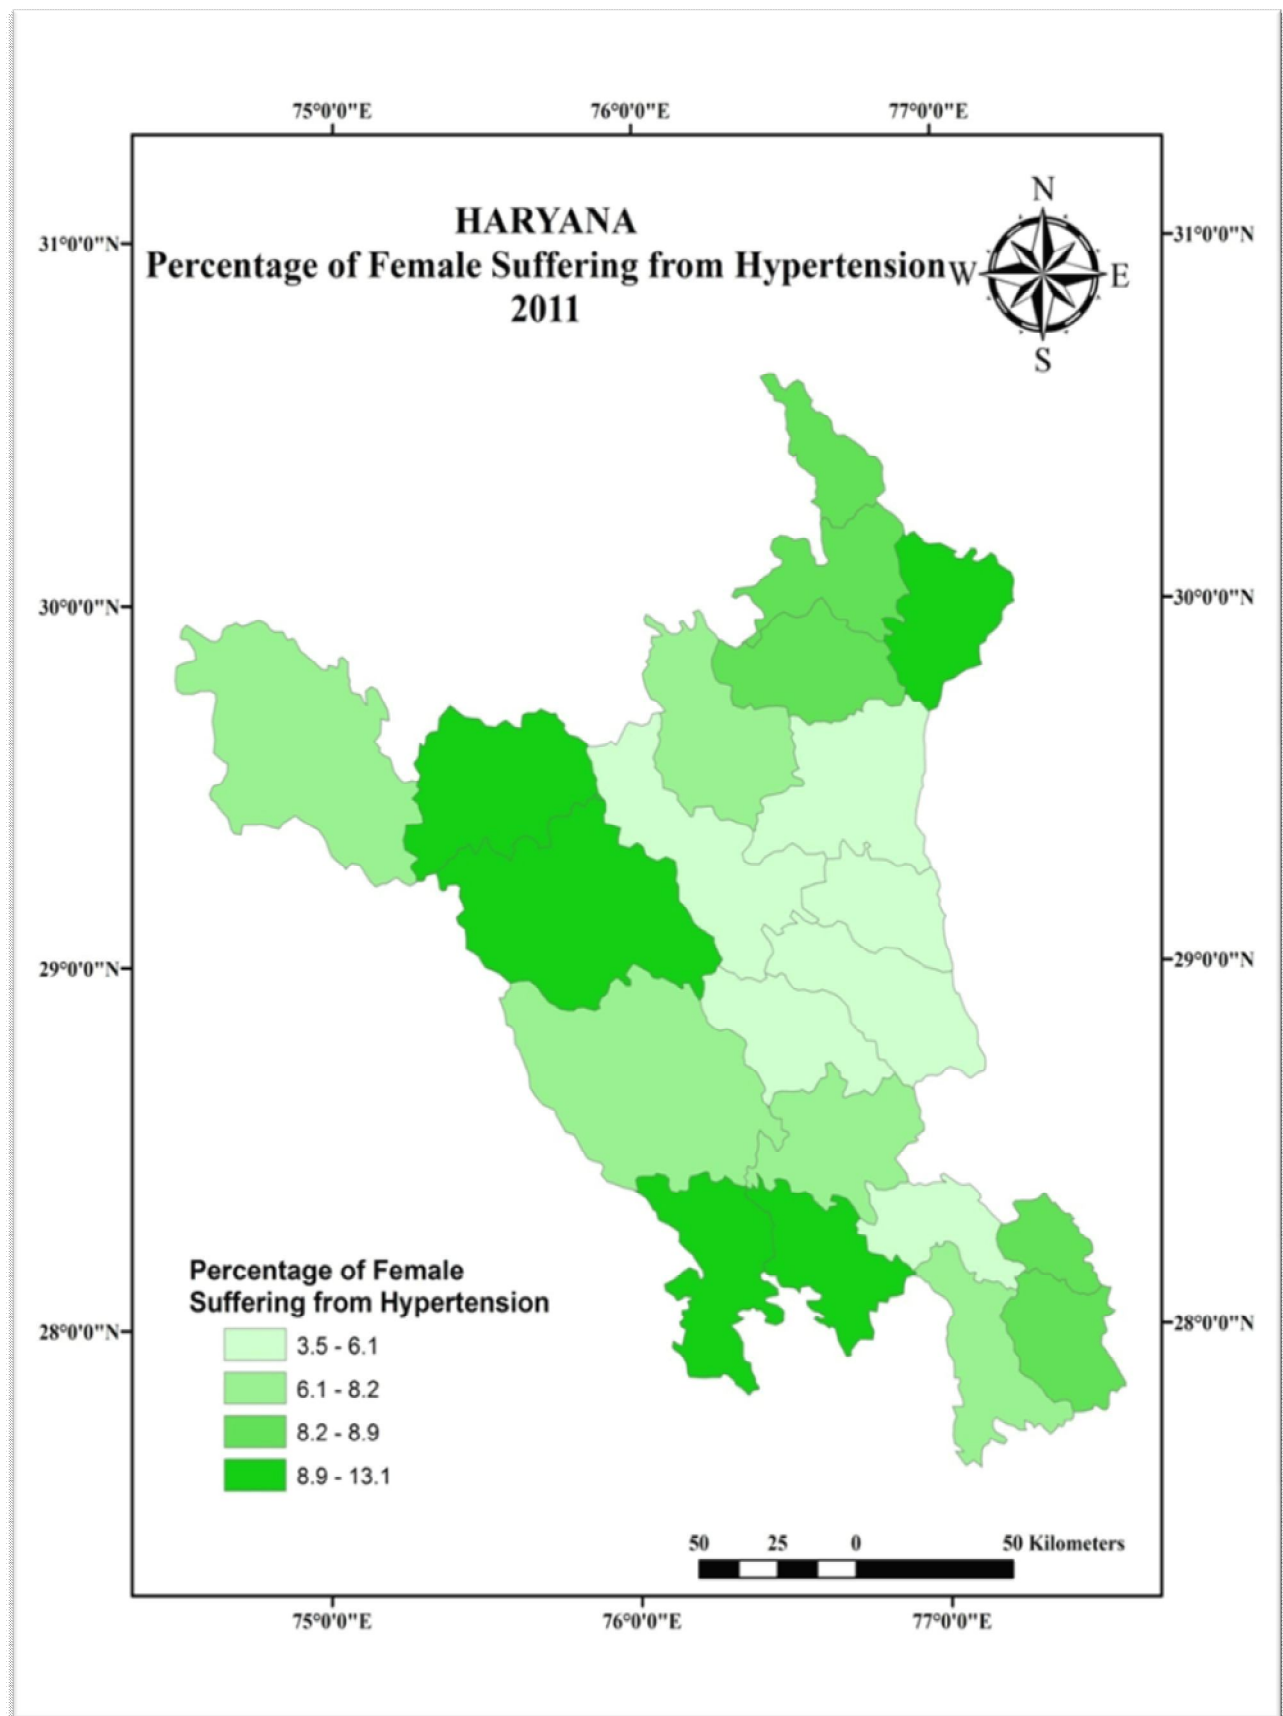 75°0'0"E 76°0'0"E 77°0'0"E
N
HARYANA
31°0'0"N 31°0'0"N
Percentage of Female Suffering from Hypertension W E
2011
S
30°0'0"N 30°0'0"N
29°0'0"N 29°0'0"N
Percentage of Female
Suffering from Hypertension
28°0'0"N 28°0'0"N
3.5 - 6.1
6.1 - 8.2
8.2 - 8.9
8.9 - 13.1
50 25 0 50 Kilometers
75°0'0"E 76°0'0"E 77°0'0"E